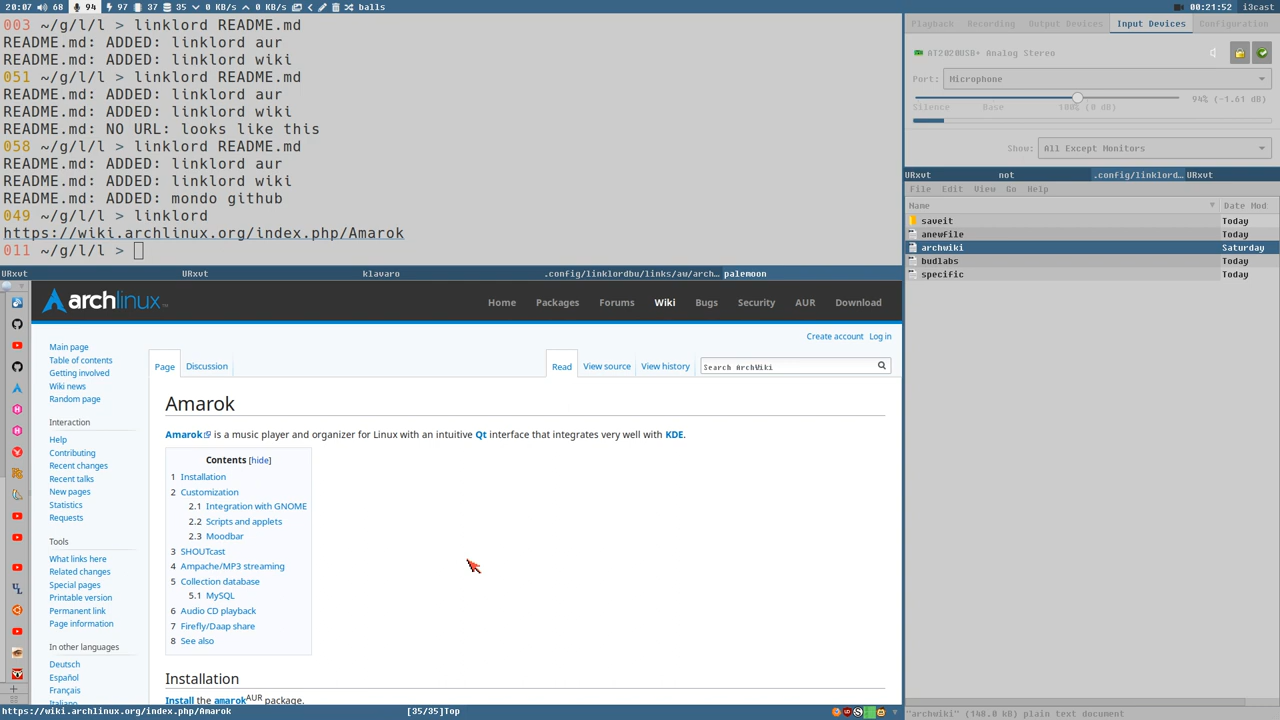 20:07 68 94 97 37 35 0 KB/s 0 KB/s balls 00:21:52 i3cast
003 ~/g/l/l > linklord README.md
README.md: ADDED: linklord aur
README.md: ADDED: linklord wiki
051 ~/g/l/l > linklord README.md
README.md: ADDED: linklord aur
README.md: ADDED: linklord wiki
README.md: NO URL: looks like this
058 ~/g/l/l > linklord README.md
README.md: ADDED: linklord aur
README.md: ADDED: linklord wiki
README.md: ADDED: mondo github
049 ~/g/l/l > linklord
https://wiki.archlinux.org/index.php/Amarok
011 ~/g/l/l >
URxvt URxvt klavaro .config/linklordbu/links/aw/arch... palemoon
archlinux
Home Packages Forums Wiki Bugs Security AUR Download
Create account Log in
Main page
Table of contents
Getting involved
Wiki news
Random page
Interaction
Help
Contributing
Recent changes
Recent talks
New pages
Statistics
Requests
Tools
What links here
Related changes
Special pages
Printable version
Permanent link
Page information
In other languages
Deutsch
Español
Français
Italiano
Page Discussion Read View source View history Search ArchWiki
Amarok
Amarok is a music player and organizer for Linux with an intuitive Qt interface that integrates very well with KDE.
Contents [hide]
1 Installation
2 Customization
2.1 Integration with GNOME
2.2 Scripts and applets
2.3 Moodbar
3 SHOUTcast
4 Ampache/MP3 streaming
5 Collection database
5.1 MySQL
6 Audio CD playback
7 Firefly/Daap share
8 See also
Installation
Install the amarok AUR package.
https://wiki.archlinux.org/index.php/Amarok [35/35] Top
Playback Recording Output Devices Input Devices Configuration
AT2020USB+ Analog Stereo
Port: Microphone
94% (-1.61 dB)
Silence Base 100% (0 dB)
Show: All Except Monitors
URxvt not .config/linklord... URxvt
File Edit View Go Help
Name Date Mod
saveit Today
anewfile Today
archwiki Saturday
budlabs Today
specific Today
"archwiki" (148.0 kB) plain text document